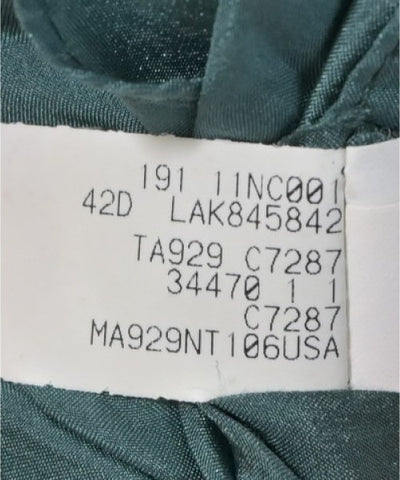 191 11NC001
42D LAK845842
TA929 C7287
34470 1 1
C7287
MA929NT106USA